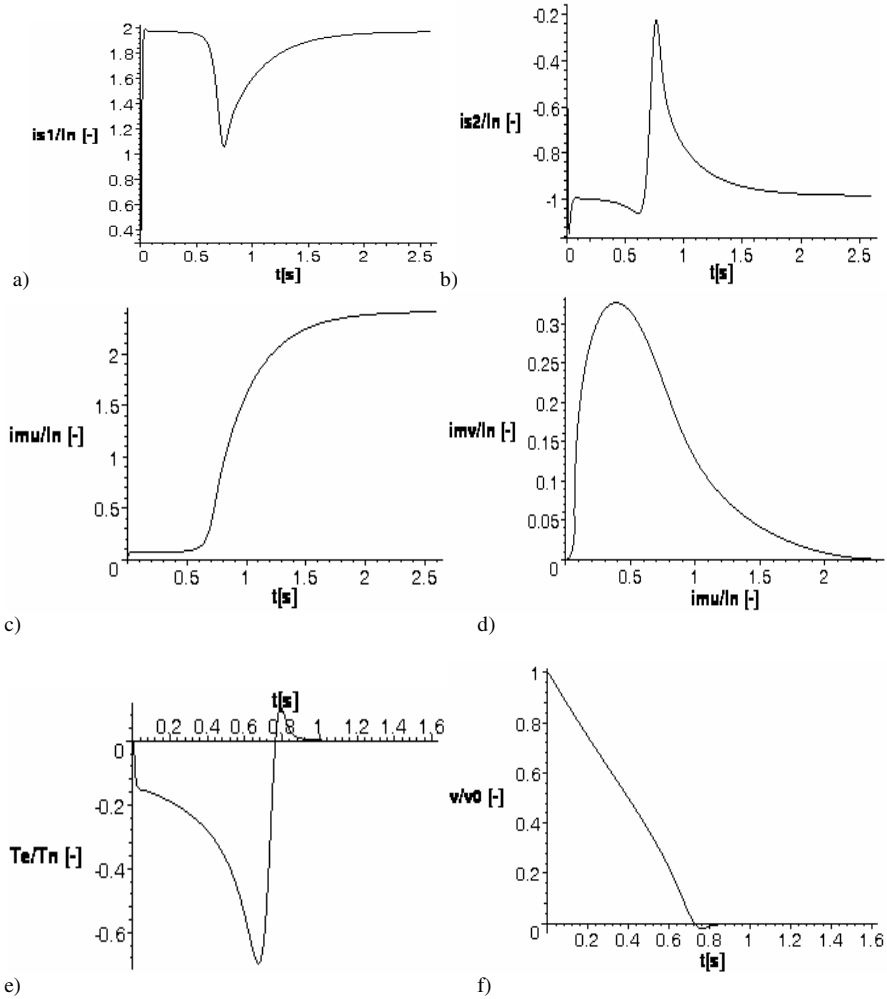 2
1.8
1.6
1.4
is1/In [-]
1.2
1
0.8
0.6
0.4
0 0.5 1 1.5 2 2.5
t[s]
a)
-0.2
-0.4
-0.6
is2/In [-]
-0.8
-1
0 0.5 1 1.5 2 2.5
t[s]
b)
2
1.5
imu/In [-]
1
0.5
0 0.5 1 1.5 2 2.5
t[s]
c)
0.3
0.25
0.2
imv/In [-]
0.15
0.1
0.05
0 0.5 1 1.5 2
imu/In [-]
d)
t[s]
0.2 0.4 0.6 0.8 1 1.2 1.4 1.6
0
-0.2
Te/Tn [-]
-0.4
-0.6
e)
1
0.8
0.6
v/v0 [-]
0.4
0.2
0 0.2 0.4 0.6 0.8 1 1.2 1.4 1.6
t[s]
f)